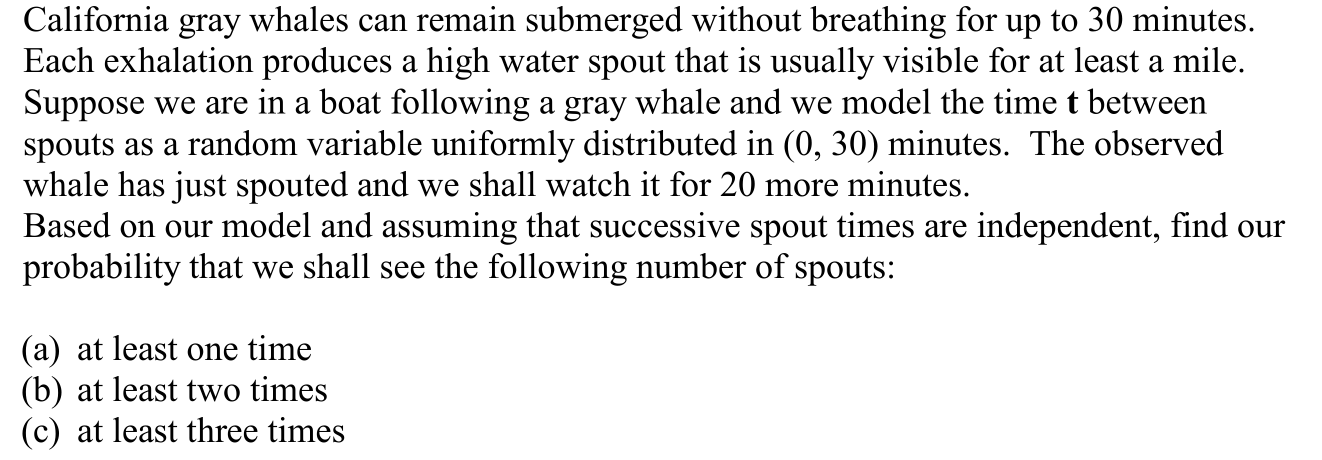 California gray whales can remain submerged without breathing for up to 30 minutes.
Each exhalation produces a high water spout that is usually visible for at least a mile.
Suppose we are in a boat following a gray whale and we model the time t between
spouts as a random variable uniformly distributed in (0, 30) minutes.  The observed
whale has just spouted and we shall watch it for 20 more minutes.
Based on our model and assuming that successive spout times are independent, find our
probability that we shall see the following number of spouts:
(a) at least one time
(b) at least two times
(c) at least three times